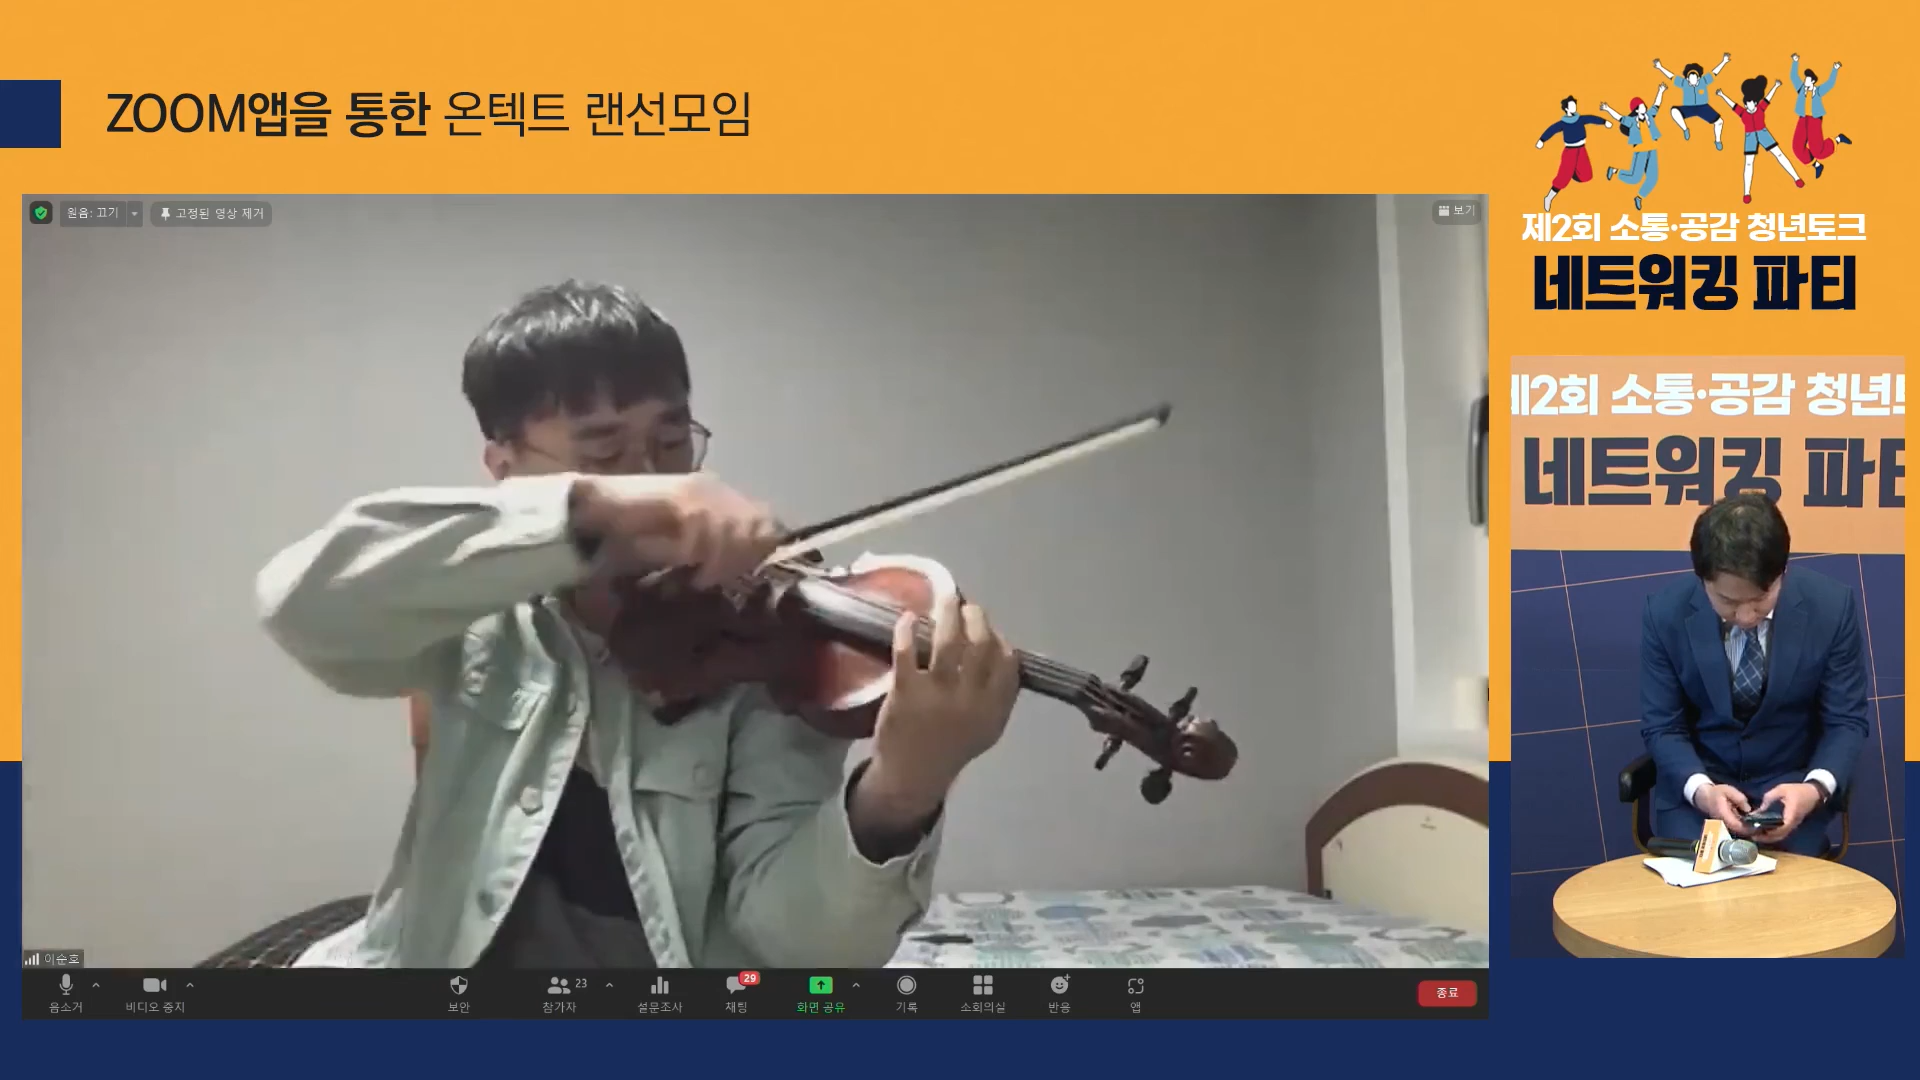 ZOOM앱을 통한 온텍트 랜선모임
제2회 소통·공감 청년토크
네트워킹 파티
원음: 끄기
고정된 영상 제거
보기
제2회 소통·공감 청년토
네트워킹 파티
이순호
음소거
비디오 중지
보안
23
참가자
설문조사
29
채팅
화면 공유
기록
소회의실
반응
앱
종료